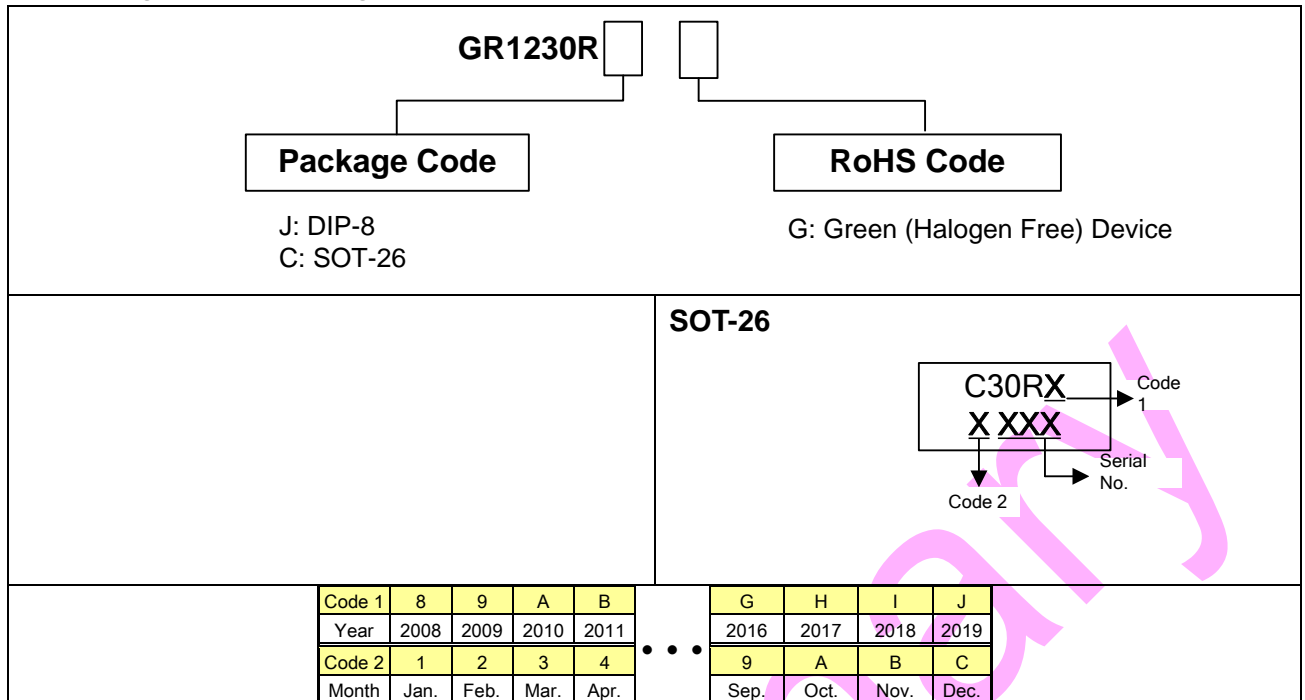 GR1230R
Package Code
RoHS Code
J: DIP-8
C: SOT-26
G: Green (Halogen Free) Device
SOT-26
C30RX
Code
1
X XXX
Serial
No.
Code 2
Code 1 8 9 A B G H I J
Year 2008 2009 2010 2011 • • • 2016 2017 2018 2019
Code 2 1 2 3 4 9 A B C
Month Jan. Feb. Mar. Apr. Sep. Oct. Nov. Dec.